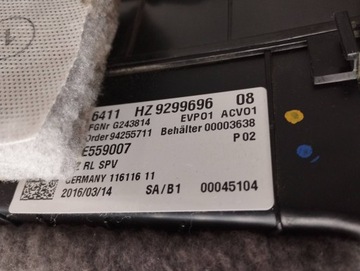 6411 HZ 9299696 08
FGNr G243814 EVP01 ACV01
Order 94255711 Behälter 00003638
E559007 P 02
RL SPV
GERMANY 116116 11
2016/03/14 SA/B1 00045104